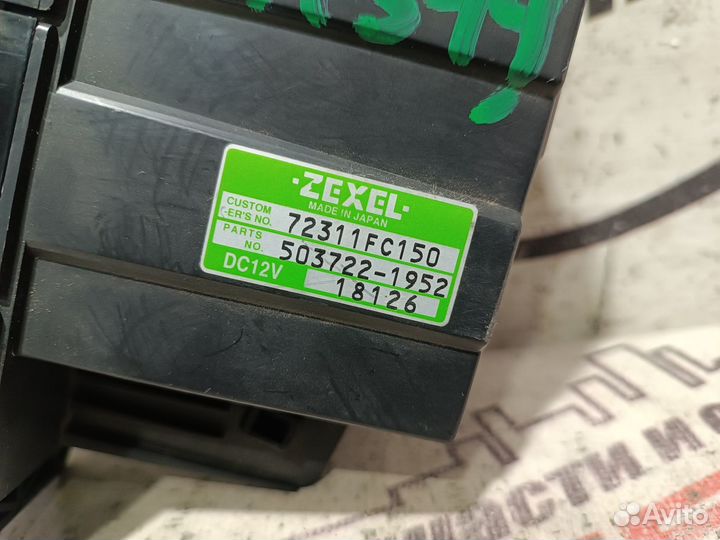 ·ZEXEL·
MADE IN JAPAN
CUSTOM
-ER'S NO. 72311FC150
PARTS
NO. 503722-1952
DC12V 18126
Avito